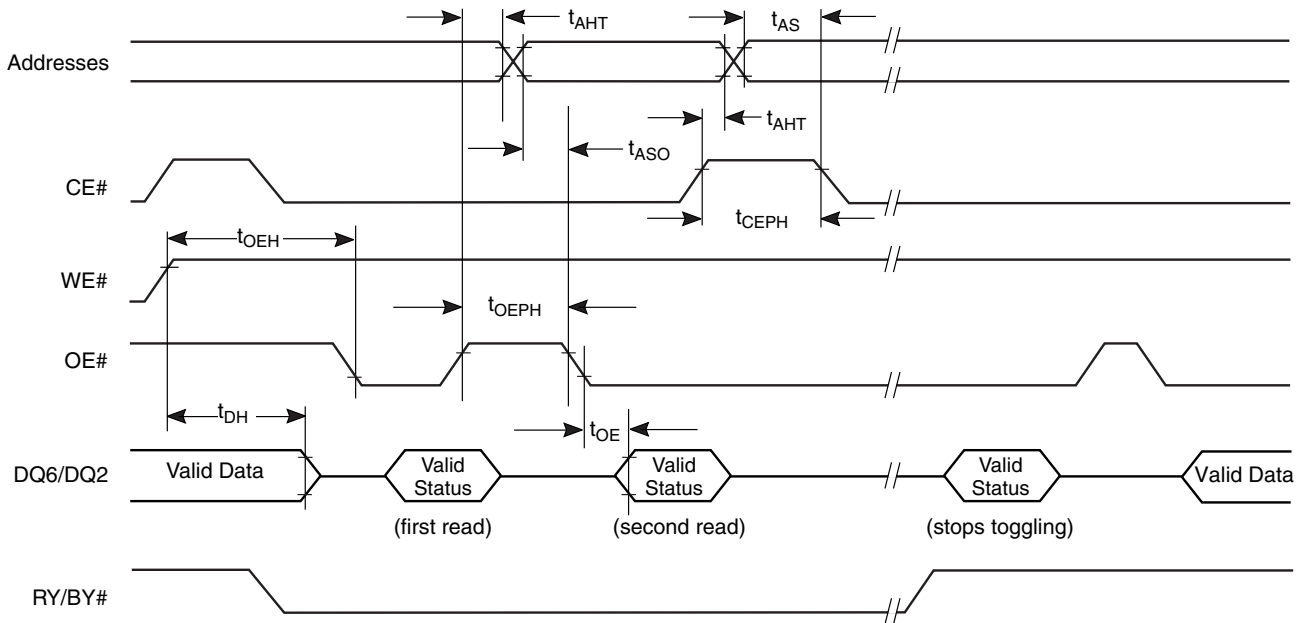 tAHT
tAS
Addresses
tAHT
tASO
CE#
tCEPH
tOEH
WE#
tOEPH
OE#
tDH
tOE
DQ6/DQ2
Valid Data
Valid
Status
Valid
Status
Valid
Status
Valid Data
(first read)
(second read)
(stops toggling)
RY/BY#